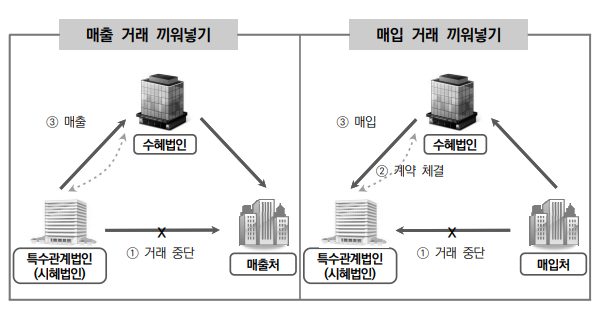 매출 거래 끼워넣기
③ 매출
수혜법인
X
① 거래 중단
특수관계법인
(시혜법인)
매출처
매입 거래 끼워넣기
③ 매입
수혜법인
② 계약 체결
X
① 거래 중단
특수관계법인
(시혜법인)
매입처